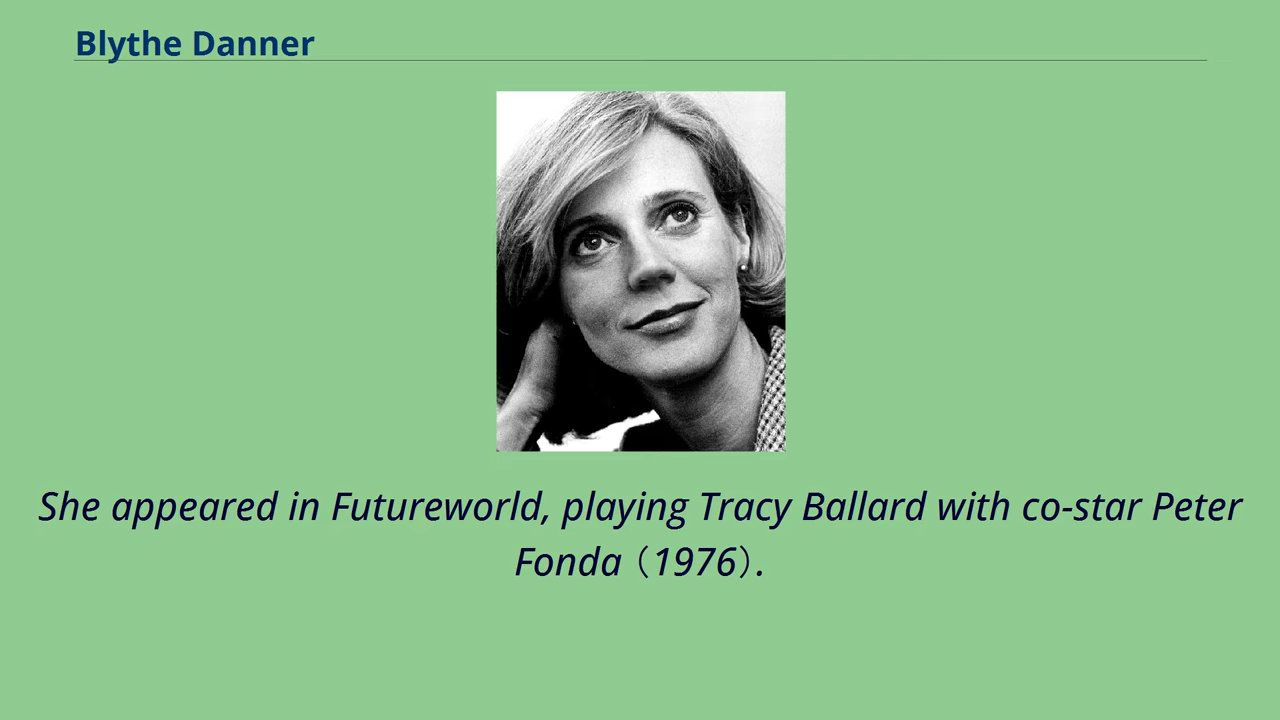 Blythe Danner
She appeared in Futureworld, playing Tracy Ballard with co-star Peter
Fonda（1976）.